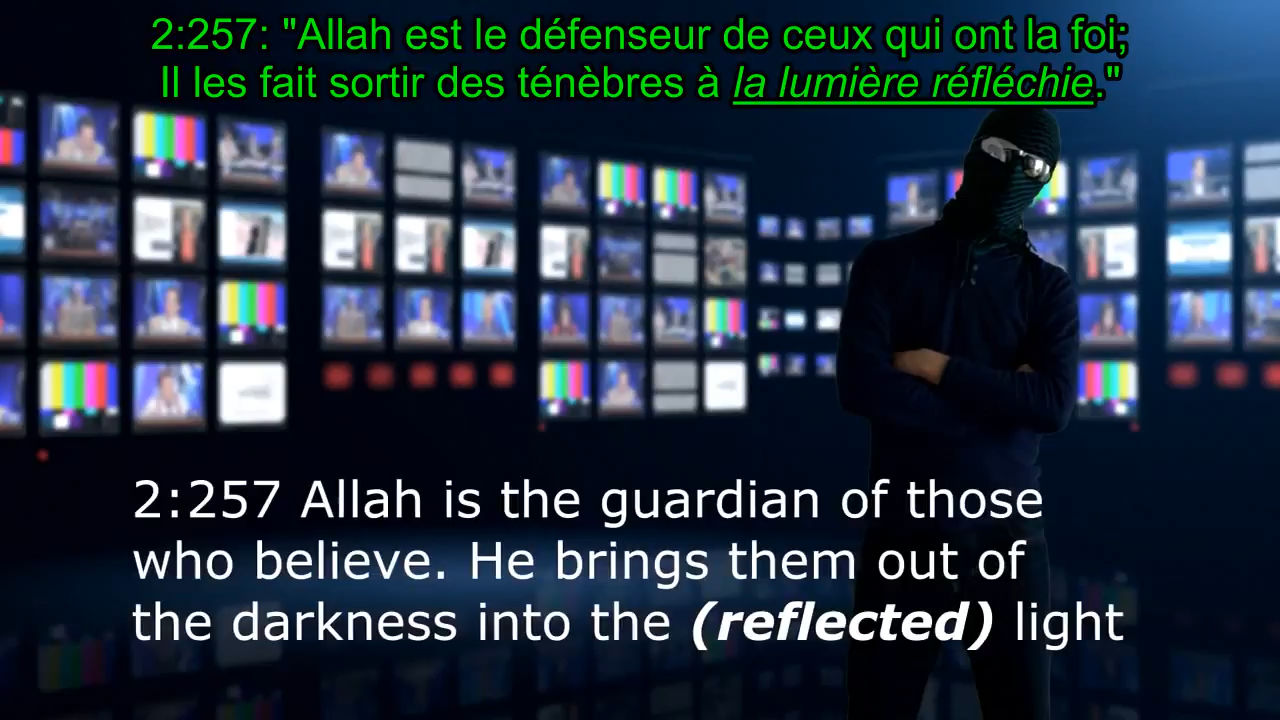 2:257: "Allah est le défenseur de ceux qui ont la foi;
Il les fait sortir des ténèbres à la lumière réfléchie."
2:257 Allah is the guardian of those
who believe. He brings them out of
the darkness into the (reflected) light